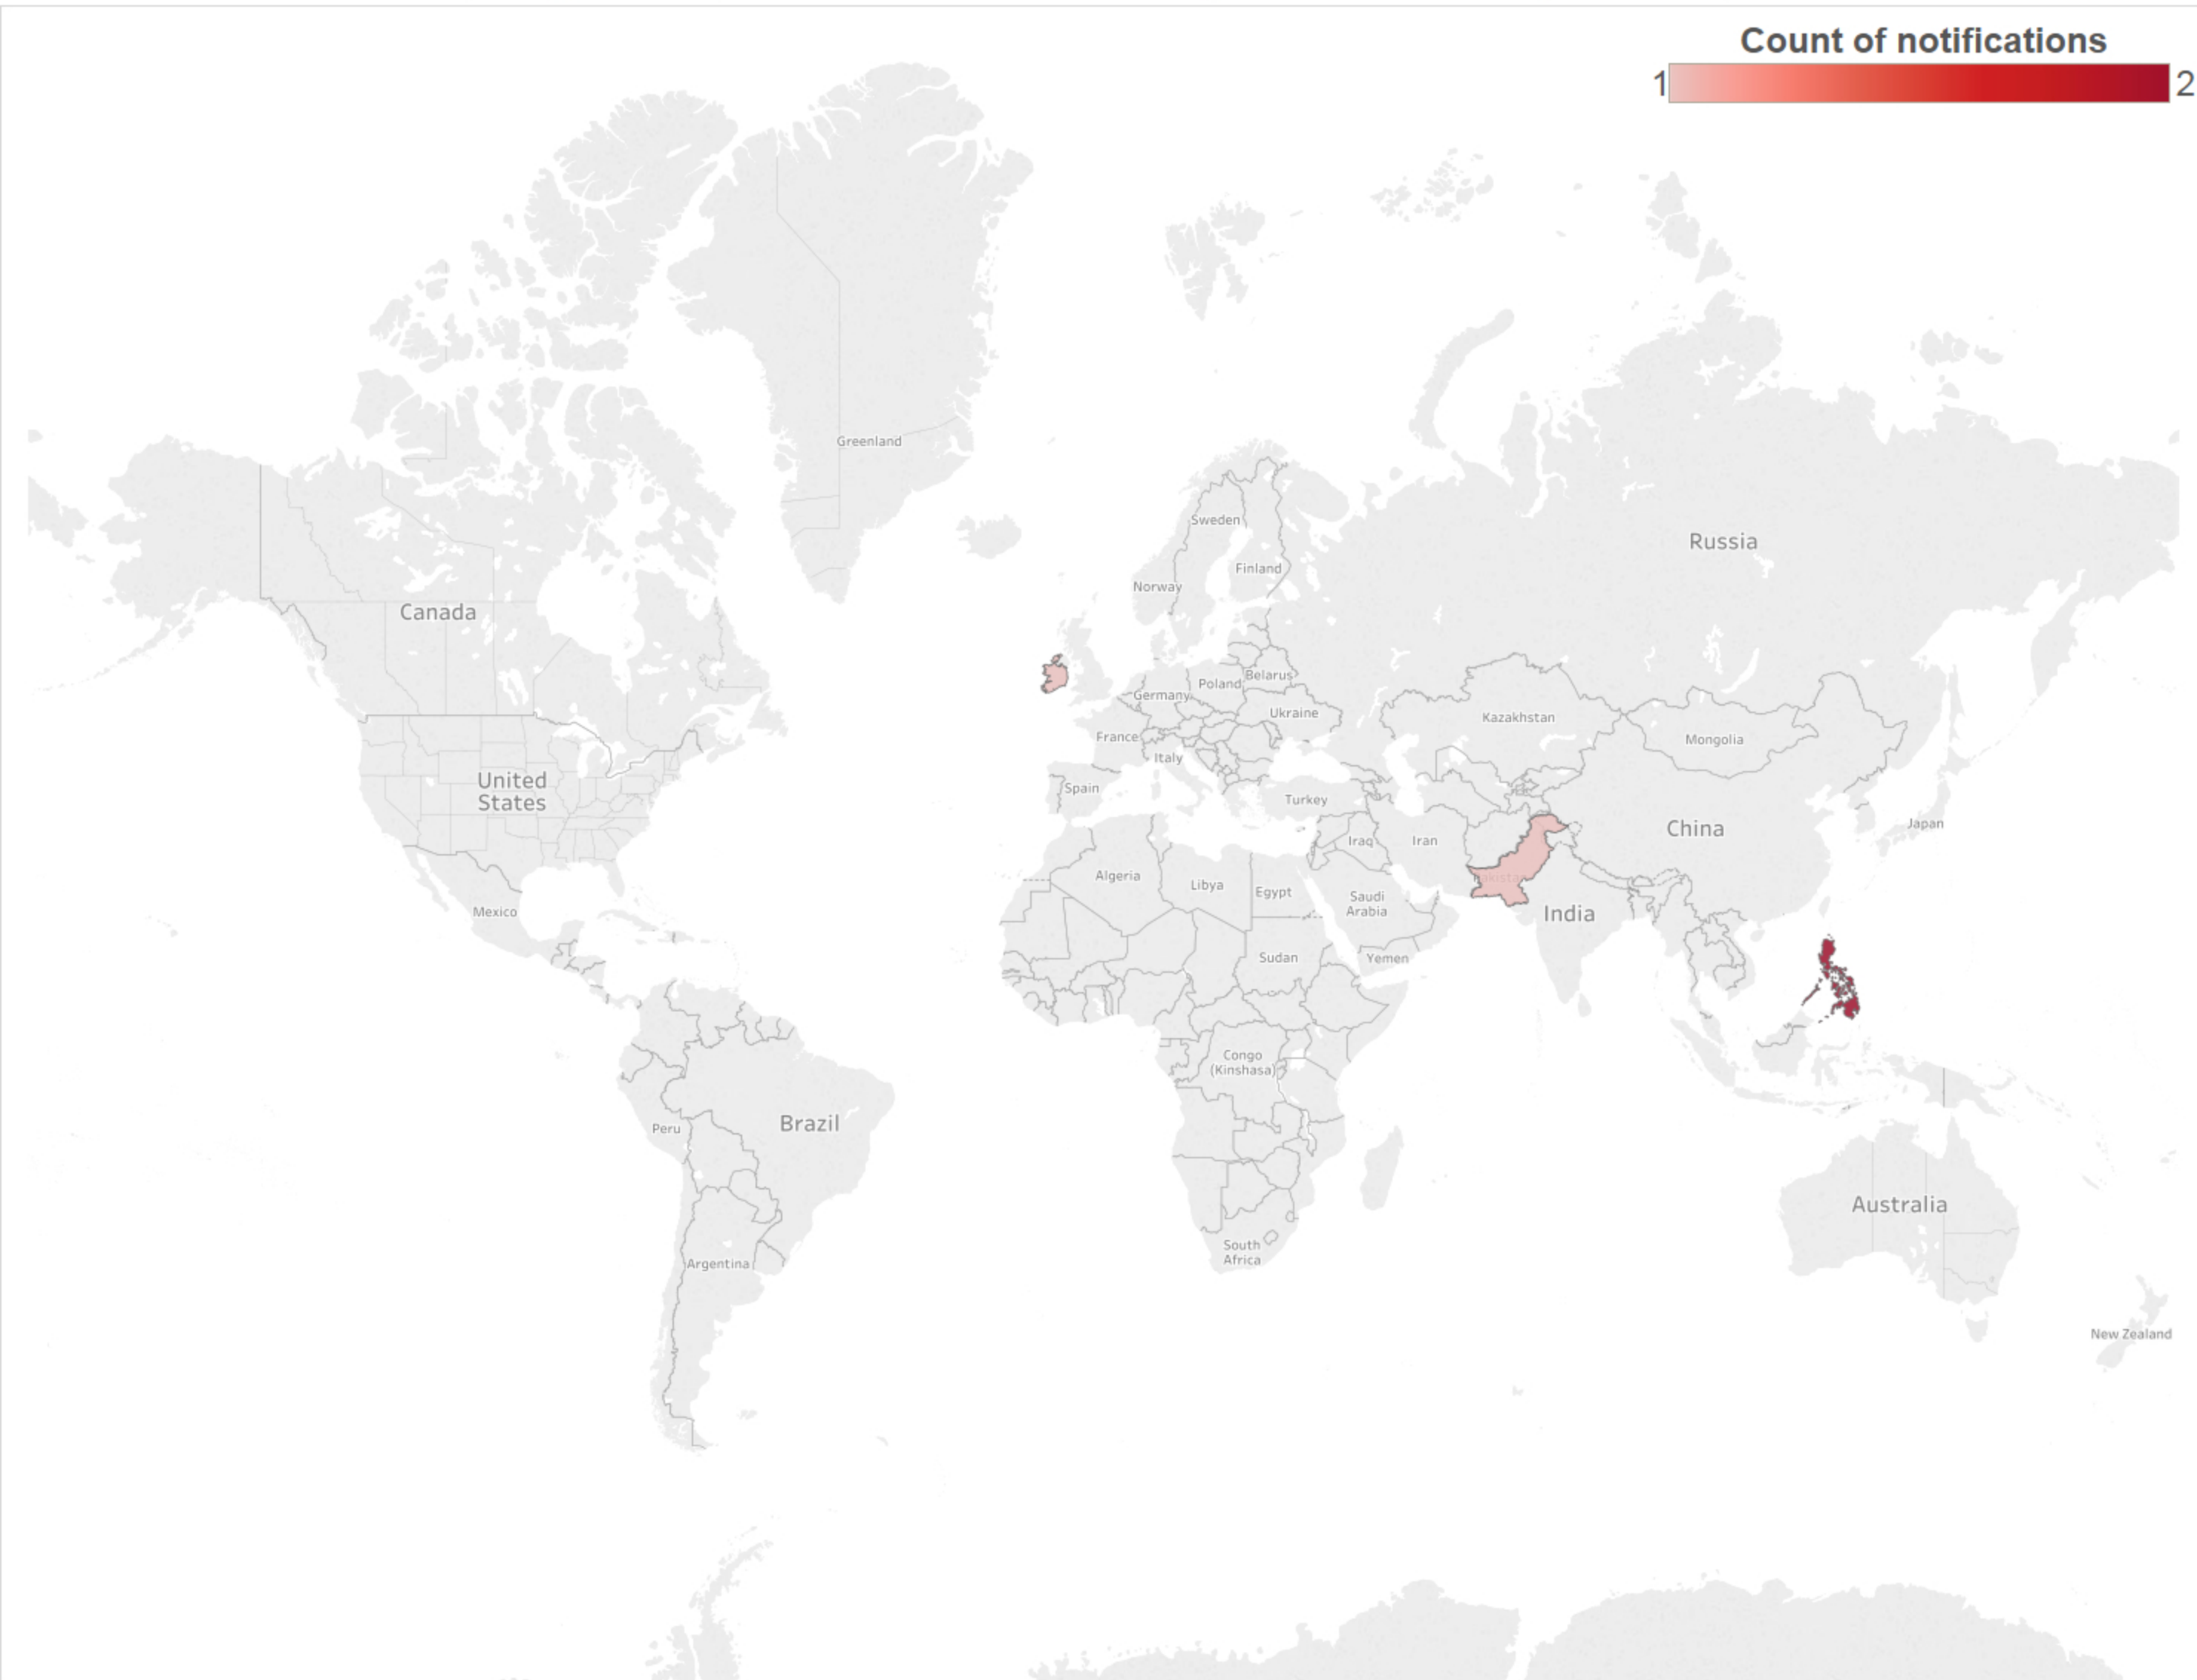 Count of notifications
1
2
Greenland
Sweden
Russia
Finland
Norway
Canada
Belarus
Poland
Germany
Ukraine
Kazakhstan
France
Mongolia
Italy
United
States
Spain
Turkey
Japan
China
Iraq
Iran
Algeria
Pakistan
Libya
Egypt
Saudi
Arabia
Mexico
India
Sudan
Yemen
Congo
(Kinshasa)
Brazil
Peru
Australia
South
Africa
Argentina
New Zealand